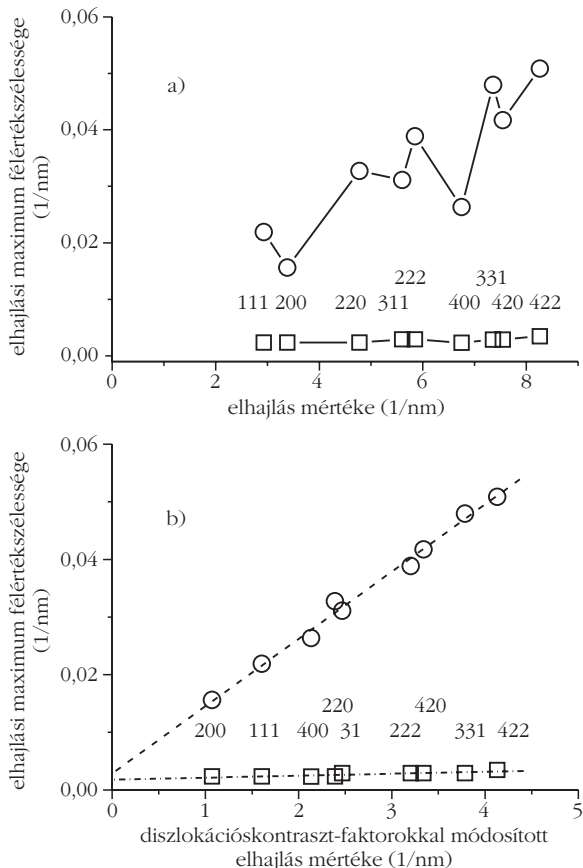 elhajlási maximum félértékszélessége
(1/nm)
0,06
0,04
0,02
0,00
a)
222
331
111 200 220 311 400 420 422
0 2 4 6 8
elhajlás mértéke (1/nm)
elhajlási maximum félértékszélessége
(1/nm)
0,06
0,04
0,02
0,00
b)
220
420
200 111 400 31 222 331 422
0 1 2 3 4 5
diszlokációskontraszt-faktorokkal módosított
elhajlás mértéke (1/nm)